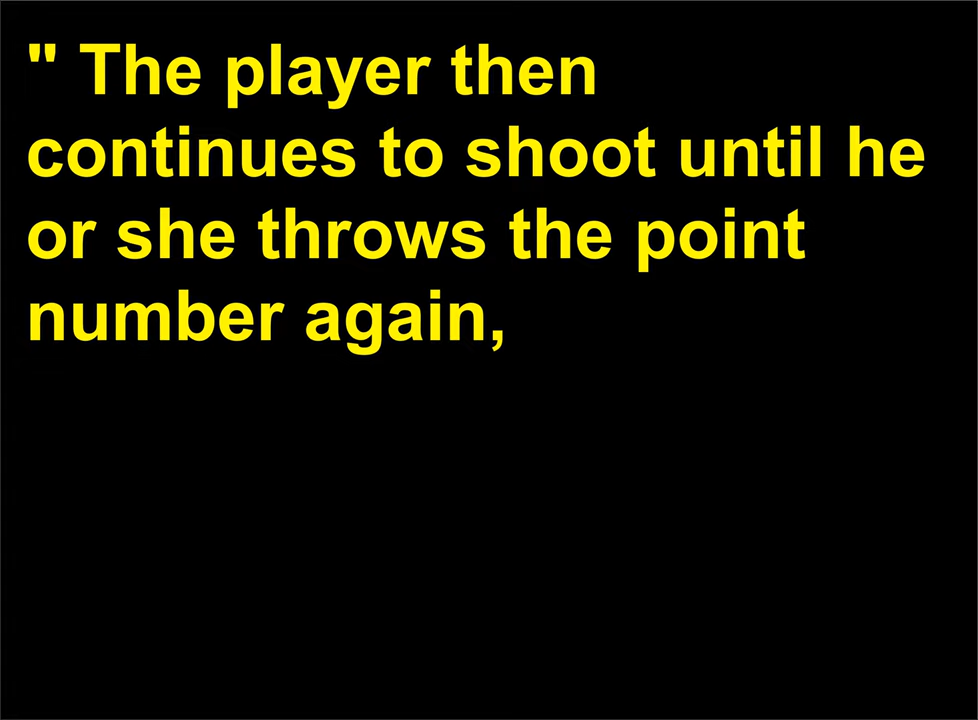 " The player then
continues to shoot until he
or she throws the point
number again,